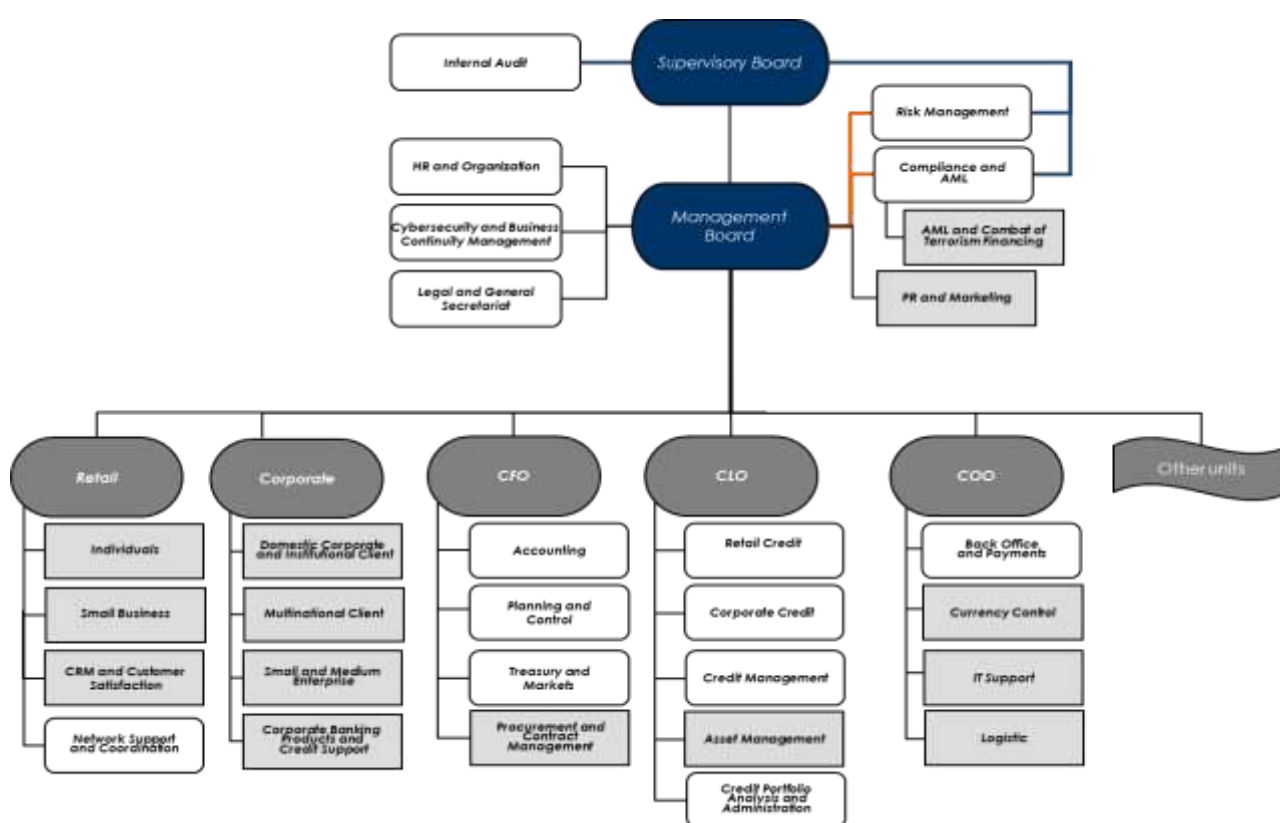 Internal Audit
Supervisory Board
Risk Management
HR and Organization
Compliance and
AML
Cybersecurity and Business
Continuity Management
Management
Board
AML and Combat of
Terrorism Financing
Legal and General
Secretariat
PR and Marketing
Retail
Corporate
CFO
CLO
COO
Other units
Individuals
Small Business
CRM and Customer
Satisfaction
Network Support
and Coordination
Domestic Corporate
and Institutional Client
Multinational Client
Small and Medium
Enterprise
Corporate Banking
Products and
Credit Support
Accounting
Planning and
Control
Treasury and
Markets
Procurement and
Contract
Management
Retail Credit
Corporate Credit
Credit Management
Asset Management
Credit Portfolio
Analysis and
Administration
Back Office
and Payments
Currency Control
IT Support
Logistic